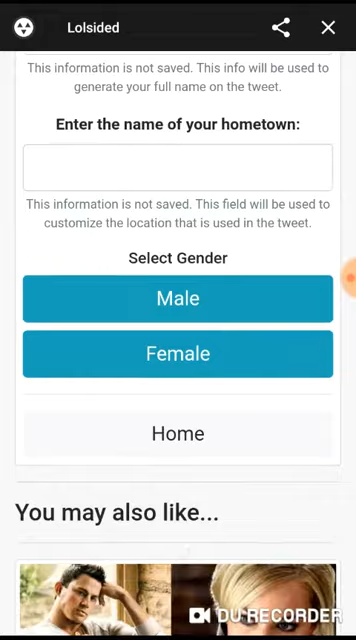 Lolsided
This information is not saved. This info will be used to
generate your full name on the tweet.
Enter the name of your hometown:
This information is not saved. This field will be used to
customize the location that is used in the tweet.
Select Gender
Male
Female
Home
You may also like...
DU RECORDER